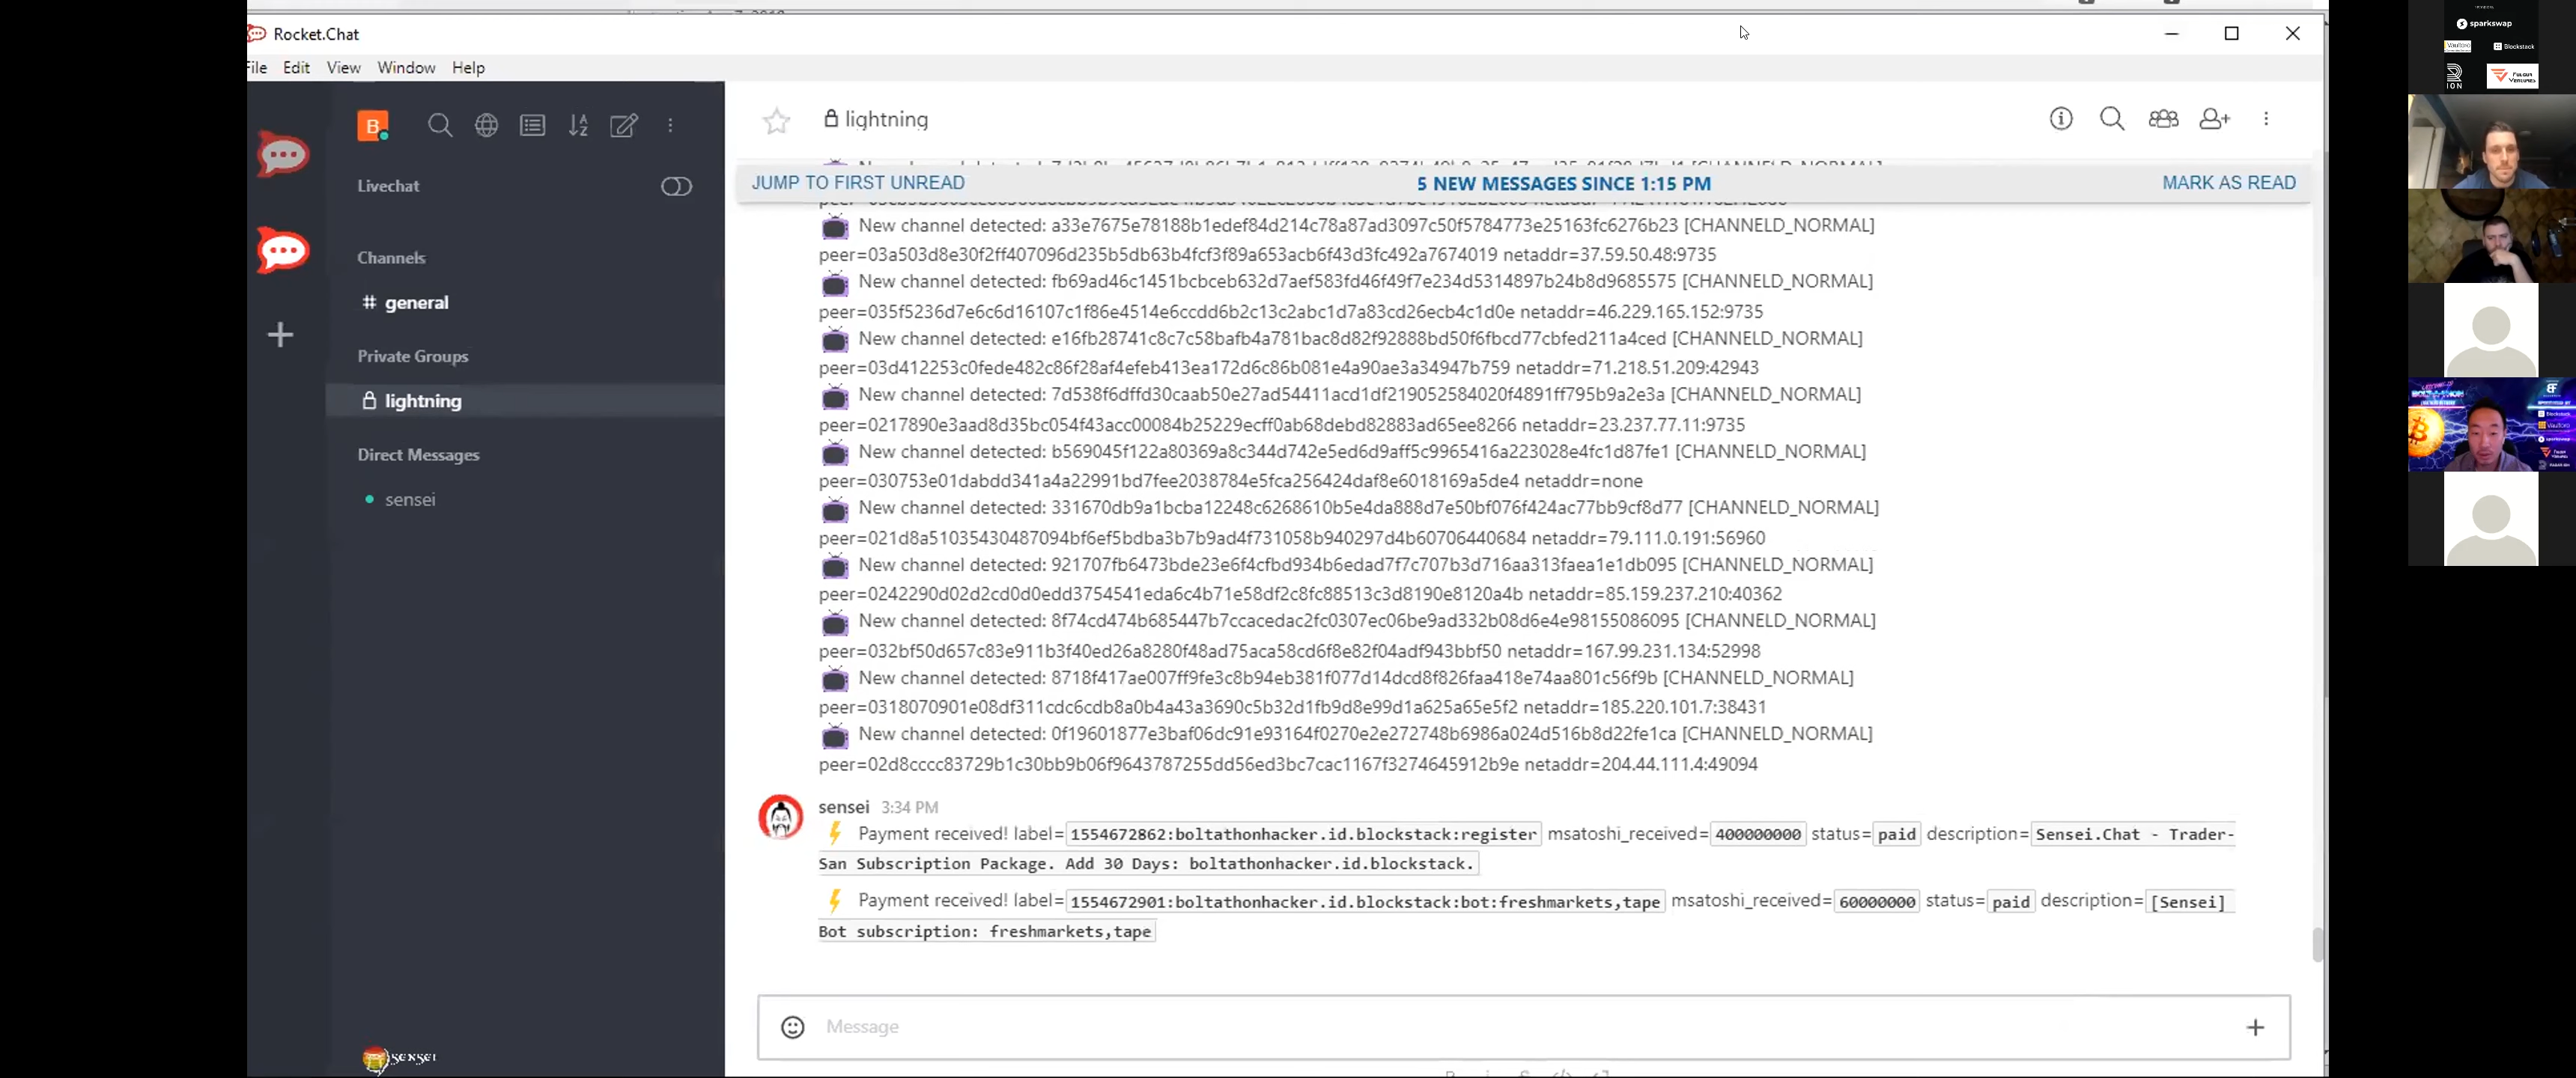 Rocket.Chat
File Edit View Window Help
B
lightning
Livechat
JUMP TO FIRST UNREAD 5 NEW MESSAGES SINCE 1:15 PM MARK AS READ
New channel detected: a33e7675e78188b1edef84d214c78a87ad3097c50f5784773e25163fc6276b23 [CHANNELD_NORMAL]
peer=03a503d8e30f2ff407096d235b5db63b4fcf3f89a653acb6f43d3fc492a7674019 netaddr=37.59.50.48:9735
New channel detected: fb69ad46c1451bcbceb632d7aef583fd46f49f7e234d5314897b24b8d9685575 [CHANNELD_NORMAL]
peer=035f5236d7e6c6d16107c1f86e4514e6ccdd6b2c13c2abc1d7a83cd26ecb4c1d0e netaddr=46.229.165.152:9735
New channel detected: e16fb28741c8c7c58bafb4a781bac8d82f92888bd50f6fbcd77cbfed211a4ced [CHANNELD_NORMAL]
peer=03d412253c0fede482c86f28af4efeb413ea172d6c86b081e4a90ae3a34947b759 netaddr=71.218.51.209:42943
New channel detected: 7d538f6dffd30caab50e27ad54411acd1df219052584020f4891ff795b9a2e3a [CHANNELD_NORMAL]
peer=0217890e3aad8d35bc054f43acc00084b25229ecff0ab68debd82883ad65ee8266 netaddr=23.237.77.11:9735
New channel detected: b569045f122a80369a8c344d742e5ed6d9aff5c9965416a223028e4fc1d87fe1 [CHANNELD_NORMAL]
peer=030753e01dabdd341a4a22991bd7fee2038784e5fca256424daf8e6018169a5de4 netaddr=none
New channel detected: 331670db9a1bcba12248c6268610b5e4da888d7e50bf076f424ac77bb9cf8d77 [CHANNELD_NORMAL]
peer=021d8a51035430487094bf6ef5bdba3b7b9ad4f731058b940297d4b60706440684 netaddr=79.111.0.191:56960
New channel detected: 921707fb6473bde23e6f4cfbd934b6edad7f7c707b3d716aa313faea1e1db095 [CHANNELD_NORMAL]
peer=0242290d02d2cd0d0edd3754541eda6c4b71e58df2c8fc88513c3d8190e8120a4b netaddr=85.159.237.210:40362
New channel detected: 8f74cd474b685447b7ccacedac2fc0307ec06be9ad332b08d6e4e98155086095 [CHANNELD_NORMAL]
peer=032bf50d657c83e911b3f40ed26a8280f48ad75aca58cd6f8e82f04adf943bbf50 netaddr=167.99.231.134:52998
New channel detected: 8718f417ae007ff9fe3c8b94eb381f077d14dcd8f826faa418e74aa801c56f9b [CHANNELD_NORMAL]
peer=0318070901e08df311cdc6cdb8a0b4a43a3690c5b32d1fb9d8e99d1a625a65e5f2 netaddr=185.220.101.7:38431
New channel detected: 0f19601877e3baf06dc91e93164f0270e2e272748b6986a024d516b8d22fe1ca [CHANNELD_NORMAL]
peer=02d8cccc83729b1c30bb9b06f9643787255dd56ed3bc7cac1167f3274645912b9e netaddr=204.44.111.4:49094
Channels
# general
Private Groups
lightning
Direct Messages
sensei
sensei 3:34 PM
Payment received! label= 1554672862:boltathonhacker.id.blockstack:register msatoshi_received= 400000000 status= paid description= Sensei.Chat - Trader-
San Subscription Package. Add 30 Days: boltathonhacker.id.blockstack.
Payment received! label= 1554672901:boltathonhacker.id.blockstack:bot:freshmarkets,tape msatoshi_received= 60000000 status= paid description= [Sensei]
Bot subscription: freshmarkets,tape
Message
sensei
sparkswap
Vaultoro Blockstack
ION FULGUR VENTURES
Blockstack
Vaultoro
sparkswap